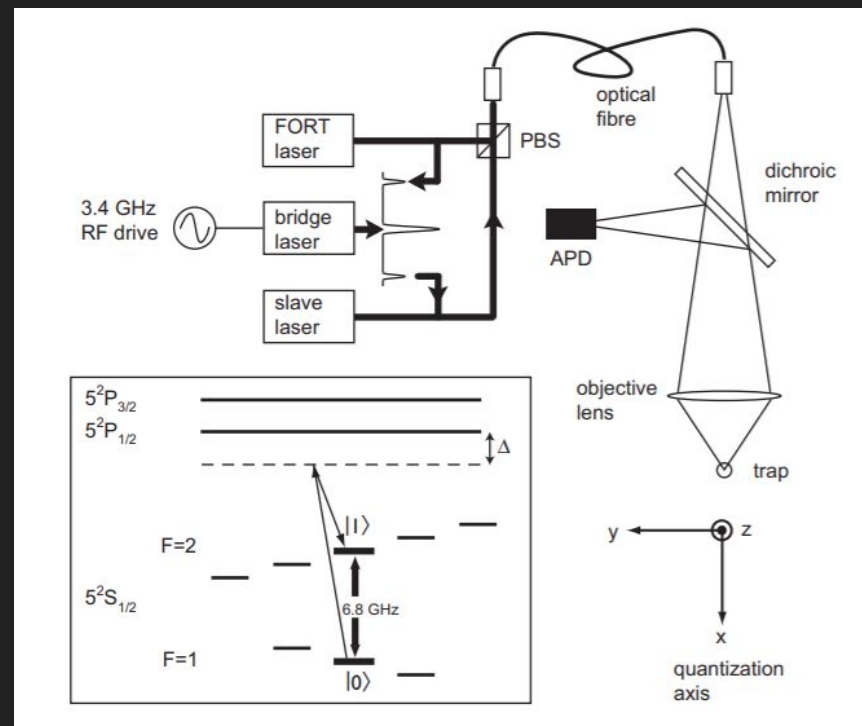 optical
fibre
FORT
laser
PBS
dichroic
mirror
3.4 GHz
RF drive
bridge
laser
APD
slave
laser
objective
lens
trap
5²P₃/₂
5²P₁/₂
Δ
|1⟩
F=2
6.8 GHz
5²S₁/₂
F=1
|0⟩
y
z
x
quantization
axis